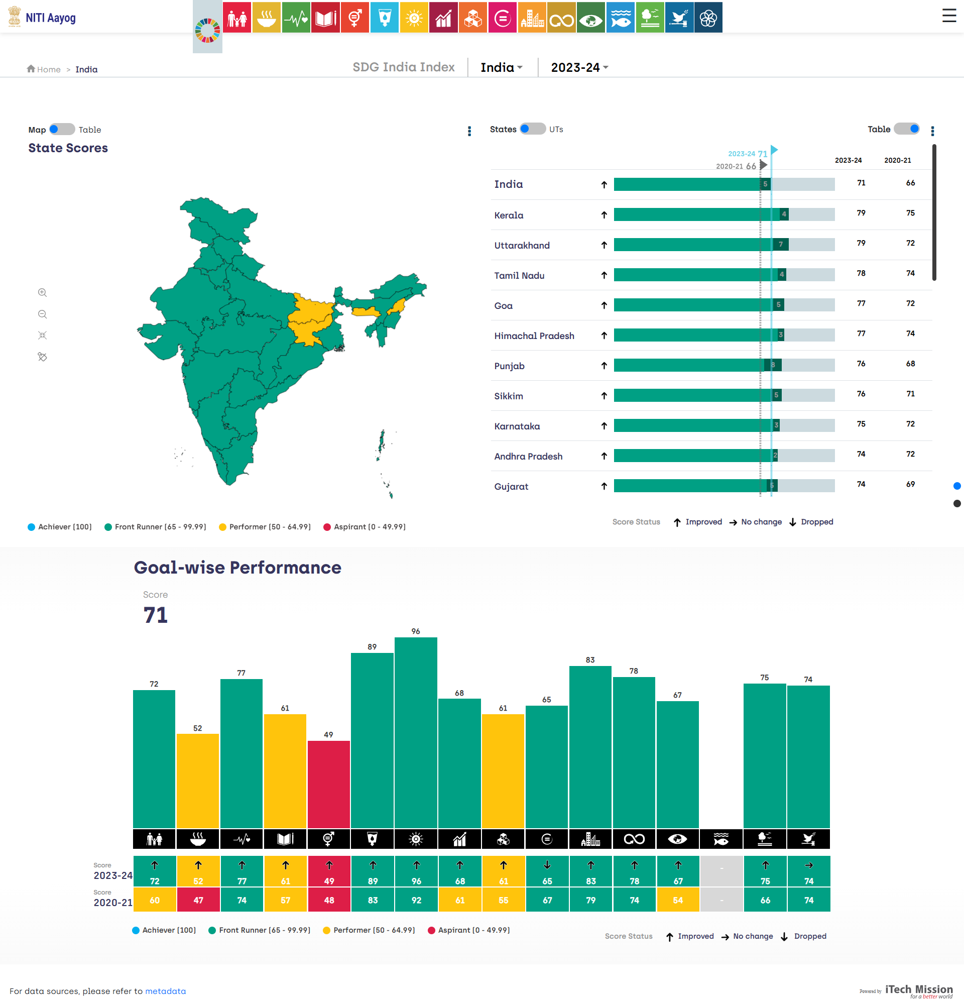 NITI Aayog
Home > India
SDG India Index
India
2023-24
Map Table
State Scores
States UTs
Table
2023-24 71
2020-21 66
2023-24 2020-21
India 5 71 66
Kerala 4 79 75
Uttarakhand 7 79 72
Tamil Nadu 4 78 74
Goa 5 77 72
Himachal Pradesh 3 77 74
Punjab 8 76 68
Sikkim 5 76 71
Karnataka 3 75 72
Andhra Pradesh 2 74 72
Gujarat 5 74 69
Achiever (100) Front Runner (65 - 99.99) Performer (50 - 64.99) Aspirant (0 - 49.99)
Score Status Improved No change Dropped
Goal-wise Performance
Score
71
72 52 77 61 49 89 96 68 61 65 83 78 67 75 74
Score
2023-24 72 52 77 61 49 89 96 68 61 65 83 78 67 - 75 74
Score
2020-21 60 47 74 57 48 83 92 61 55 67 79 74 54 - 66 74
Achiever (100) Front Runner (65 - 99.99) Performer (50 - 64.99) Aspirant (0 - 49.99)
Score Status Improved No change Dropped
For data sources, please refer to metadata
Powered by iTech Mission
for a better world